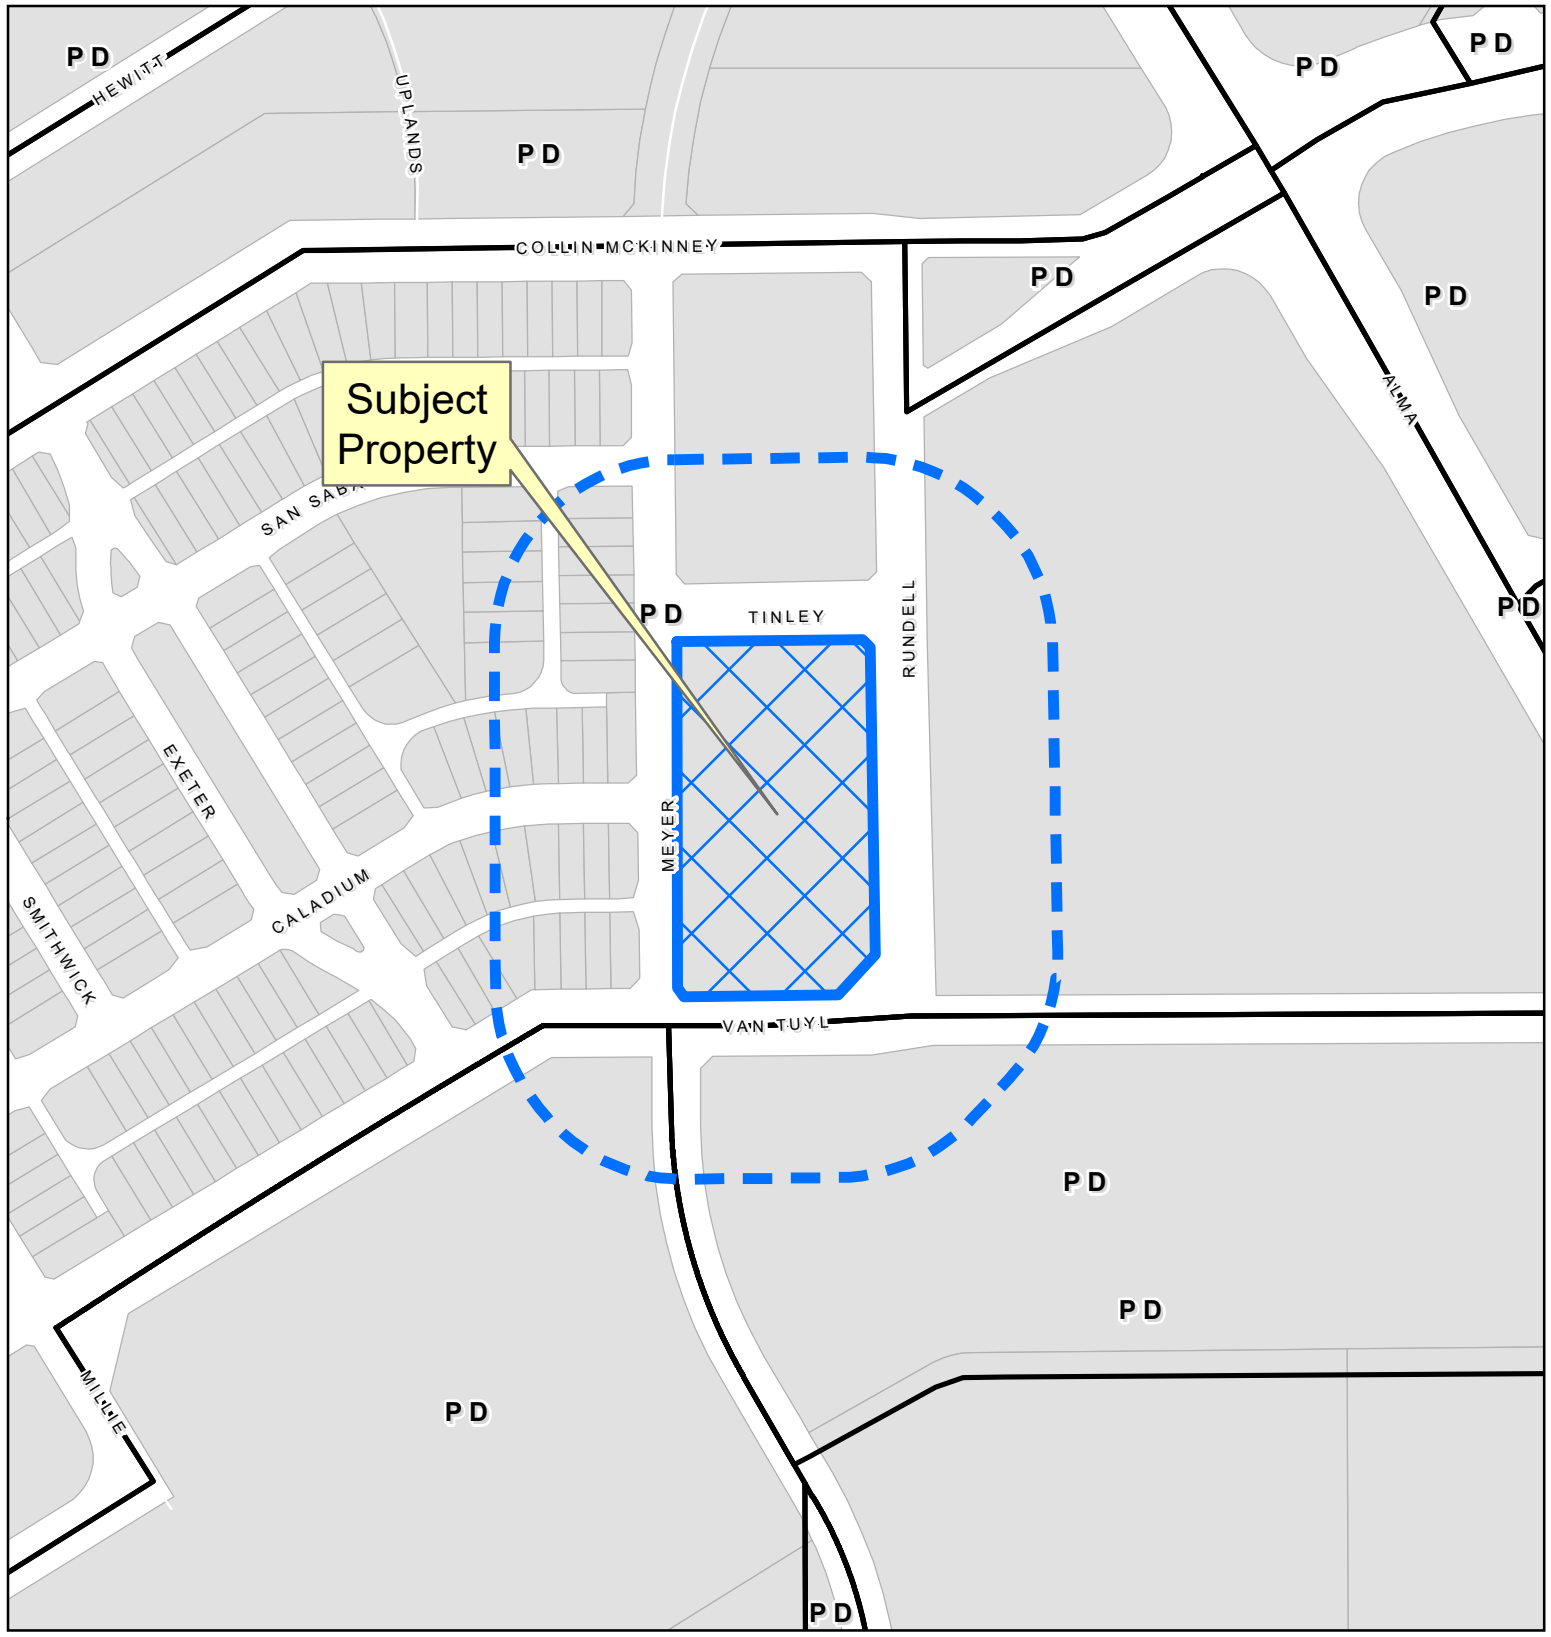 PD
PD
PD
HEWITT
UPLANDS
PD
COLLIN MCKINNEY
PD
PD
ALMA
Subject
Property
SAN SABA
PD
PD
TINLEY
RUNDELL
EXETER
MEYER
CALADIUM
SMITHWICK
VAN TUYL
PD
PD
MILLIE
PD
PD